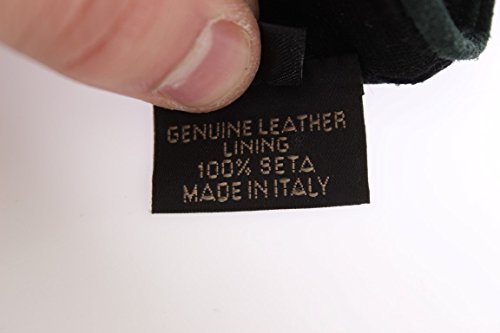 GENUINE LEATHER
LINING
100% SETA
MADE IN ITALY